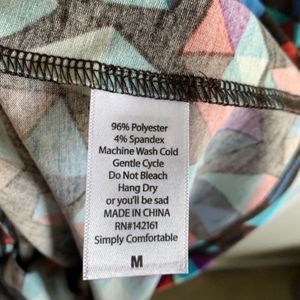 96% Polyester
4% Spandex
Machine Wash Cold
Gentle Cycle
Do Not Bleach
Hang Dry
or you'll be sad
MADE IN CHINA
RN#142161
Simply Comfortable
M